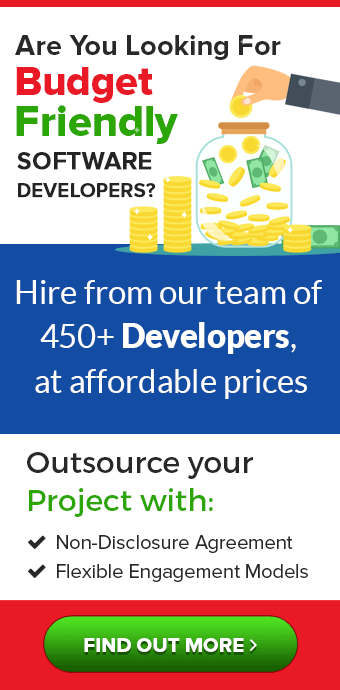 Are You Looking For
Budget
Friendly
SOFTWARE
DEVELOPERS?
Hire from our team of
450+ Developers,
at affordable prices
Outsource your
Project with:
Non-Disclosure Agreement
Flexible Engagement Models
FIND OUT MORE >